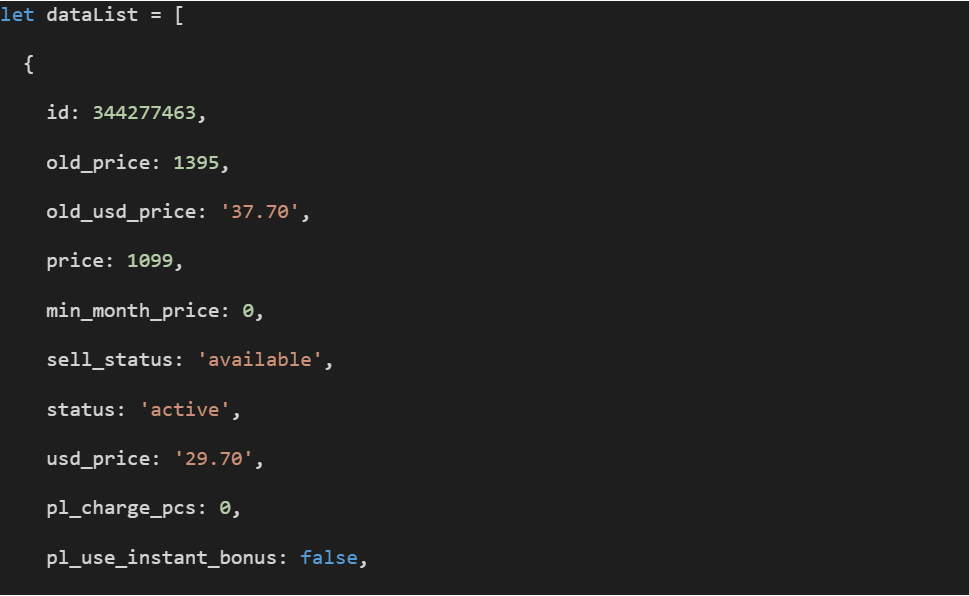 let dataList = [
{
id: 344277463,
old_price: 1395,
old_usd_price: '37.70',
price: 1099,
min_month_price: 0,
sell_status: 'available',
status: 'active',
usd_price: '29.70',
pl_charge_pcs: 0,
pl_use_instant_bonus: false,